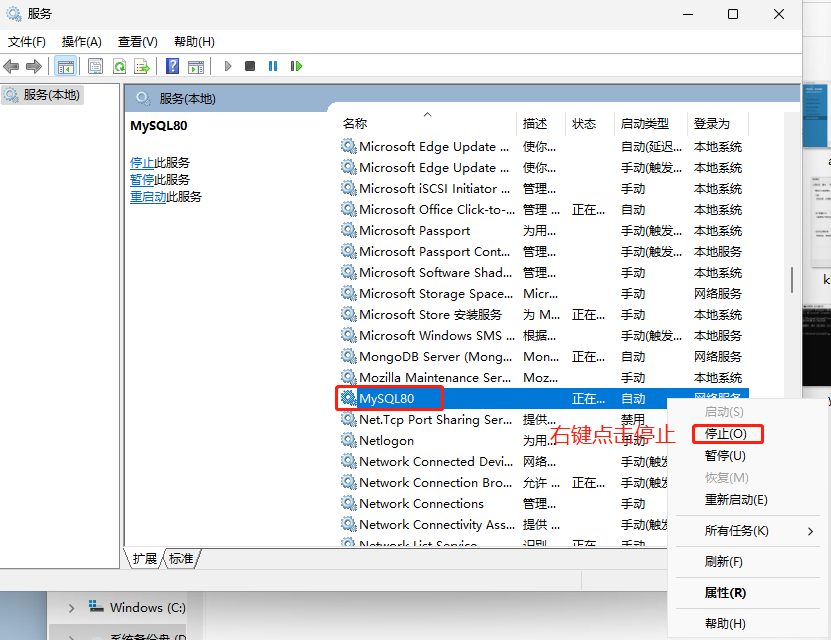 服务
文件(F) 操作(A) 查看(V) 帮助(H)
服务(本地)
服务(本地)
MySQL80
停止此服务
暂停此服务
重启动此服务
名称 描述 状态 启动类型 登录为
Microsoft Edge Update ... 使你... 自动(延迟... 本地系统
Microsoft Edge Update ... 使你... 手动(触发... 本地系统
Microsoft iSCSI Initiator ... 管理... 手动 本地系统
Microsoft Office Click-to-... 管理 ... 正在... 自动 本地系统
Microsoft Passport 为用... 手动(触发... 本地系统
Microsoft Passport Cont... 管理... 手动(触发... 本地服务
Microsoft Software Shad... 管理... 手动 本地系统
Microsoft Storage Space... Micr... 手动 网络服务
Microsoft Store 安装服务 为 M... 正在... 手动 本地系统
Microsoft Windows SMS ... 根据... 手动(触发... 本地系统
MongoDB Server (Mong... Mon... 正在... 自动 网络服务
Mozilla Maintenance Ser... Moz... 手动 本地系统
MySQL80 正在... 自动 网络服务
Net.Tcp Port Sharing Ser... 提供... 禁用
Netlogon 为用... 手动
Network Connected Devi... 网络... 手动(触发
Network Connection Bro... 允许 ... 正在... 手动(触发
Network Connections 管理... 手动
Network Connectivity Ass... 提供 ... 手动(触发
Network List Service 识别... 正在... 手动
右键点击停止
启动(S)
停止(O)
暂停(U)
恢复(M)
重新启动(E)
所有任务(K)
刷新(F)
属性(R)
帮助(H)
扩展 标准
Windows (C:)
系统备份盘 (D